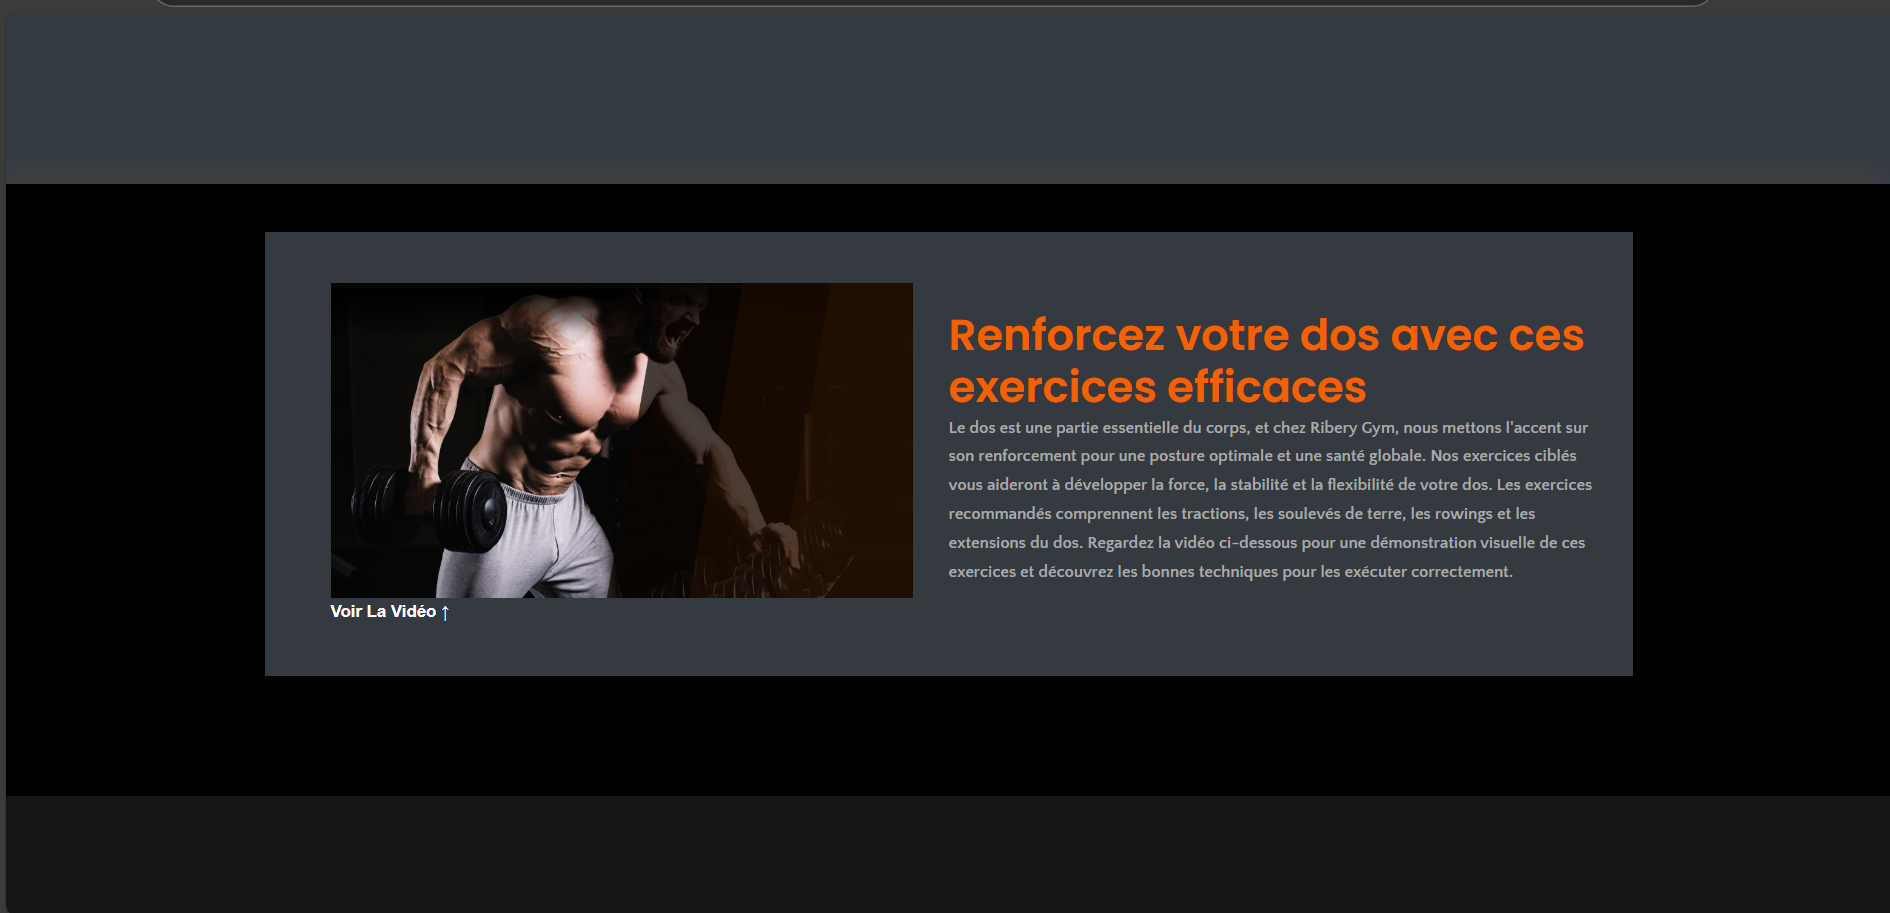 Renforcez votre dos avec ces
exercices efficaces
Le dos est une partie essentielle du corps, et chez Ribery Gym, nous mettons l'accent sur
son renforcement pour une posture optimale et une santé globale. Nos exercices ciblés
vous aideront à développer la force, la stabilité et la flexibilité de votre dos. Les exercices
recommandés comprennent les tractions, les soulevés de terre, les rowings et les
extensions du dos. Regardez la vidéo ci-dessous pour une démonstration visuelle de ces
exercices et découvrez les bonnes techniques pour les exécuter correctement.
Voir La Vidéo ↑